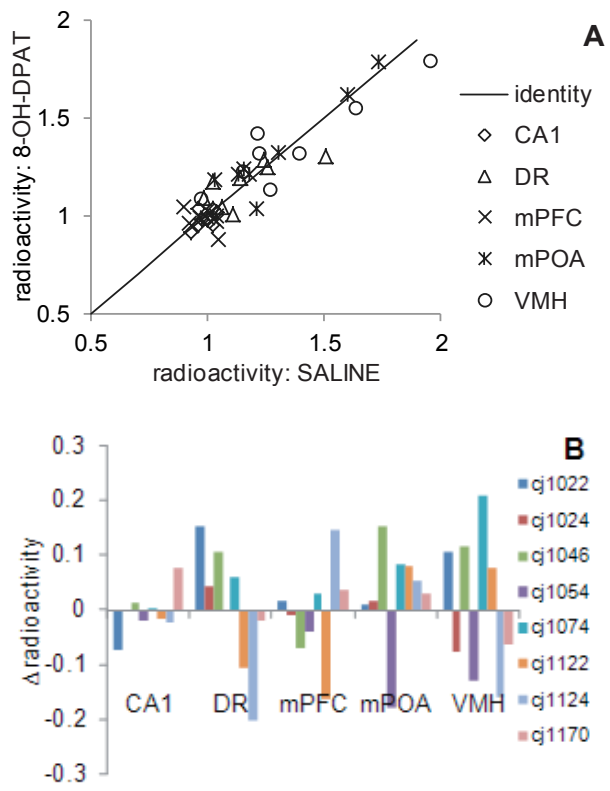 A
radioactivity: 8-OH-DPAT
2
1.5
1
0.5
0.5
1
1.5
2
radioactivity: SALINE
identity
CA1
DR
mPFC
mPOA
VMH
B
Δ radioactivity
0.3
0.2
0.1
0
-0.1
-0.2
-0.3
CA1 DR mPFC mPOA VMH
cj1022
cj1024
cj1046
cj1054
cj1074
cj1122
cj1124
cj1170